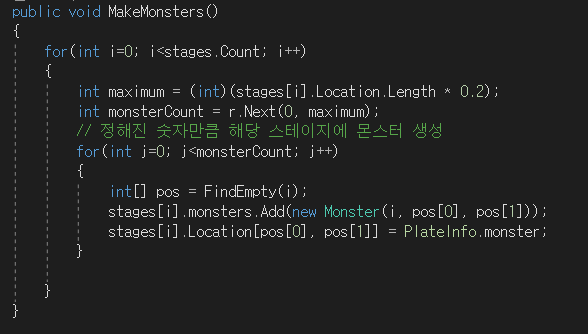 public void MakeMonsters()
{
for(int i=0; i<stages.Count; i++)
{
int maximum = (int)(stages[i].Location.Length * 0.2);
int monsterCount = r.Next(0, maximum);
// 정해진 숫자만큼 해당 스테이지에 몬스터 생성
for(int j=0; j<monsterCount; j++)
{
int[] pos = FindEmpty(i);
stages[i].monsters.Add(new Monster(i, pos[0], pos[1]));
stages[i].Location[pos[0], pos[1]] = PlateInfo.monster;
}
}
}